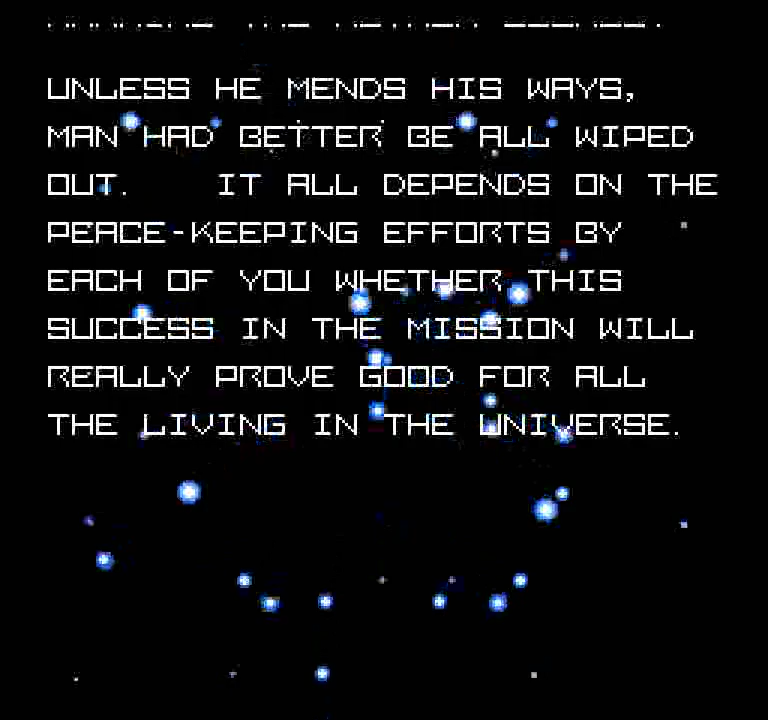 UNLESS HE MENDS HIS WAYS,
MAN HAD BETTER BE ALL WIPED
OUT.    IT ALL DEPENDS ON THE
PEACE-KEEPING EFFORTS BY
EACH OF YOU WHETHER THIS
SUCCESS IN THE MISSION WILL
REALLY PROVE GOOD FOR ALL
THE LIVING IN THE UNIVERSE.